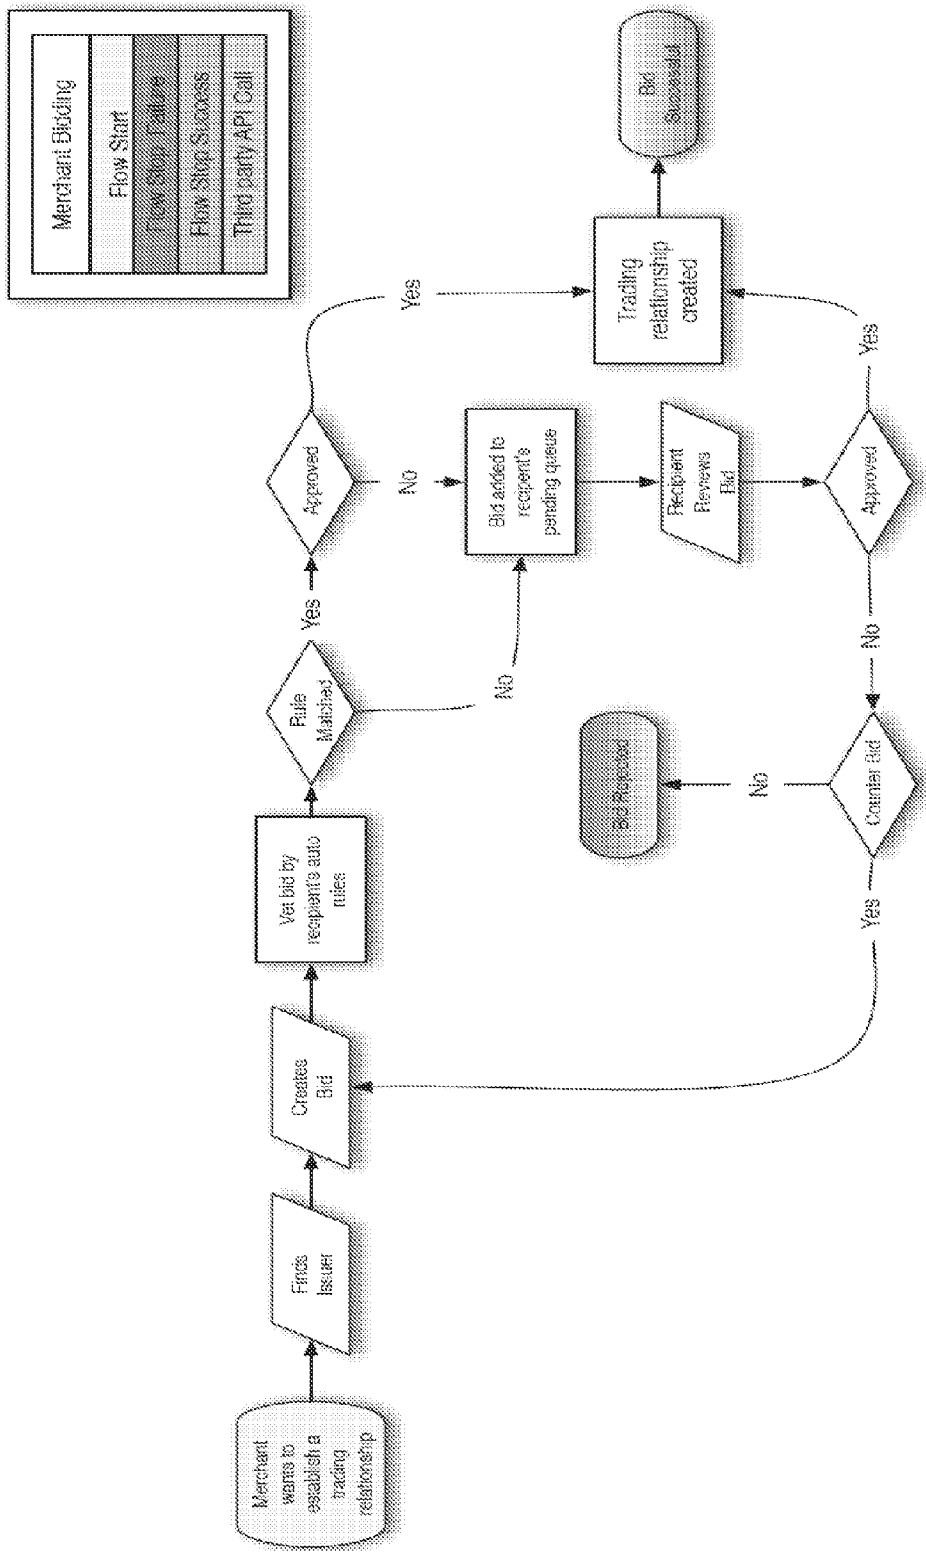 Merchant Bidding
Flow Start
Flow Stop Failure
Flow Stop Success
Third party API Call
Merchant
wants to
establish a
trading
relationship
Finds
Issuer
Creates
Bid
Vet bid by
recipient's auto
rules
Rule
Matched
Yes
No
Approved
Yes
No
Bid added to
recipient's
pending queue
Recipient
Reviews
Bid
Approved
Yes
No
Trading
relationship
created
Bid
Successful
Counter Bid
No
Yes
Bid Rejected